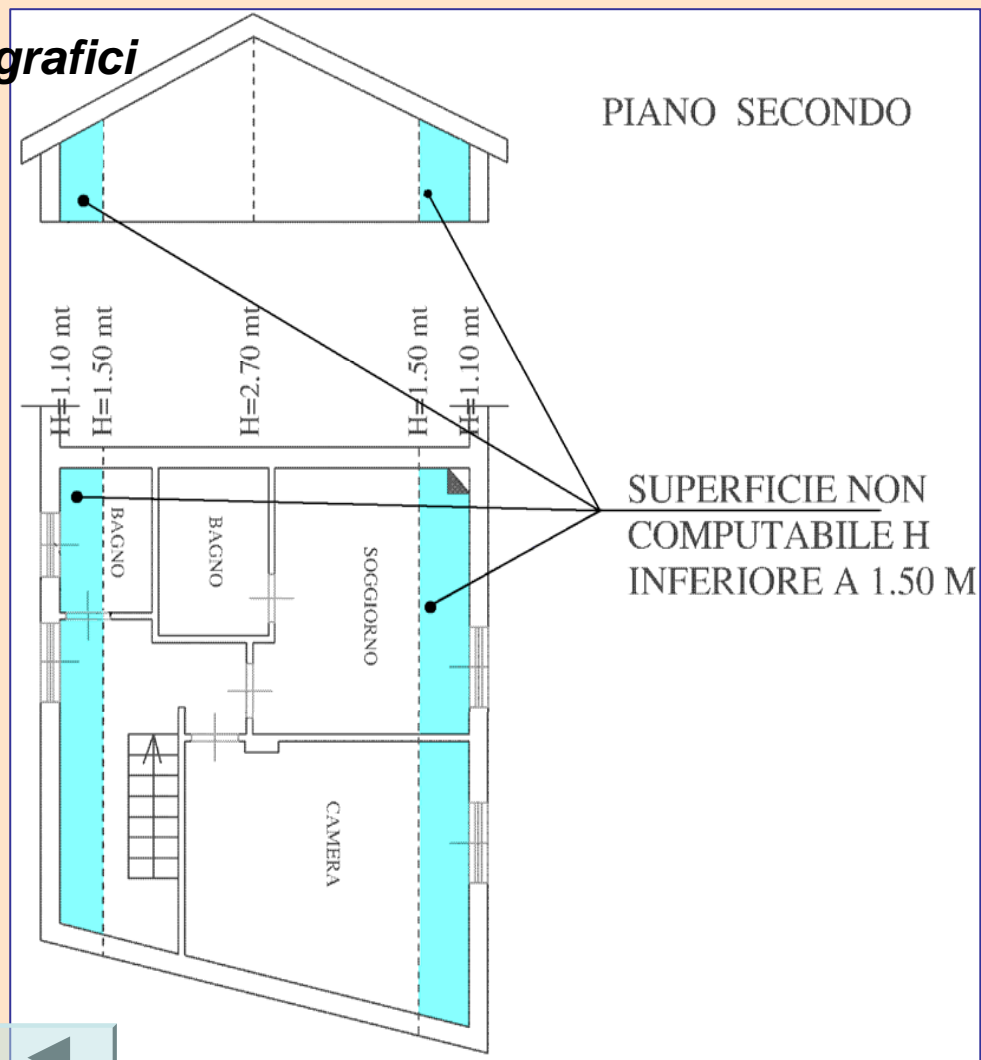 grafici
PIANO SECONDO
H=1.10 mt
H=1.50 mt
H=2.70 mt
H=1.50 mt
H=1.10 mt
SUPERFICIE NON
COMPUTABILE H
INFERIORE A 1.50 M
BAGNO
BAGNO
SOGGIORNO
CAMERA